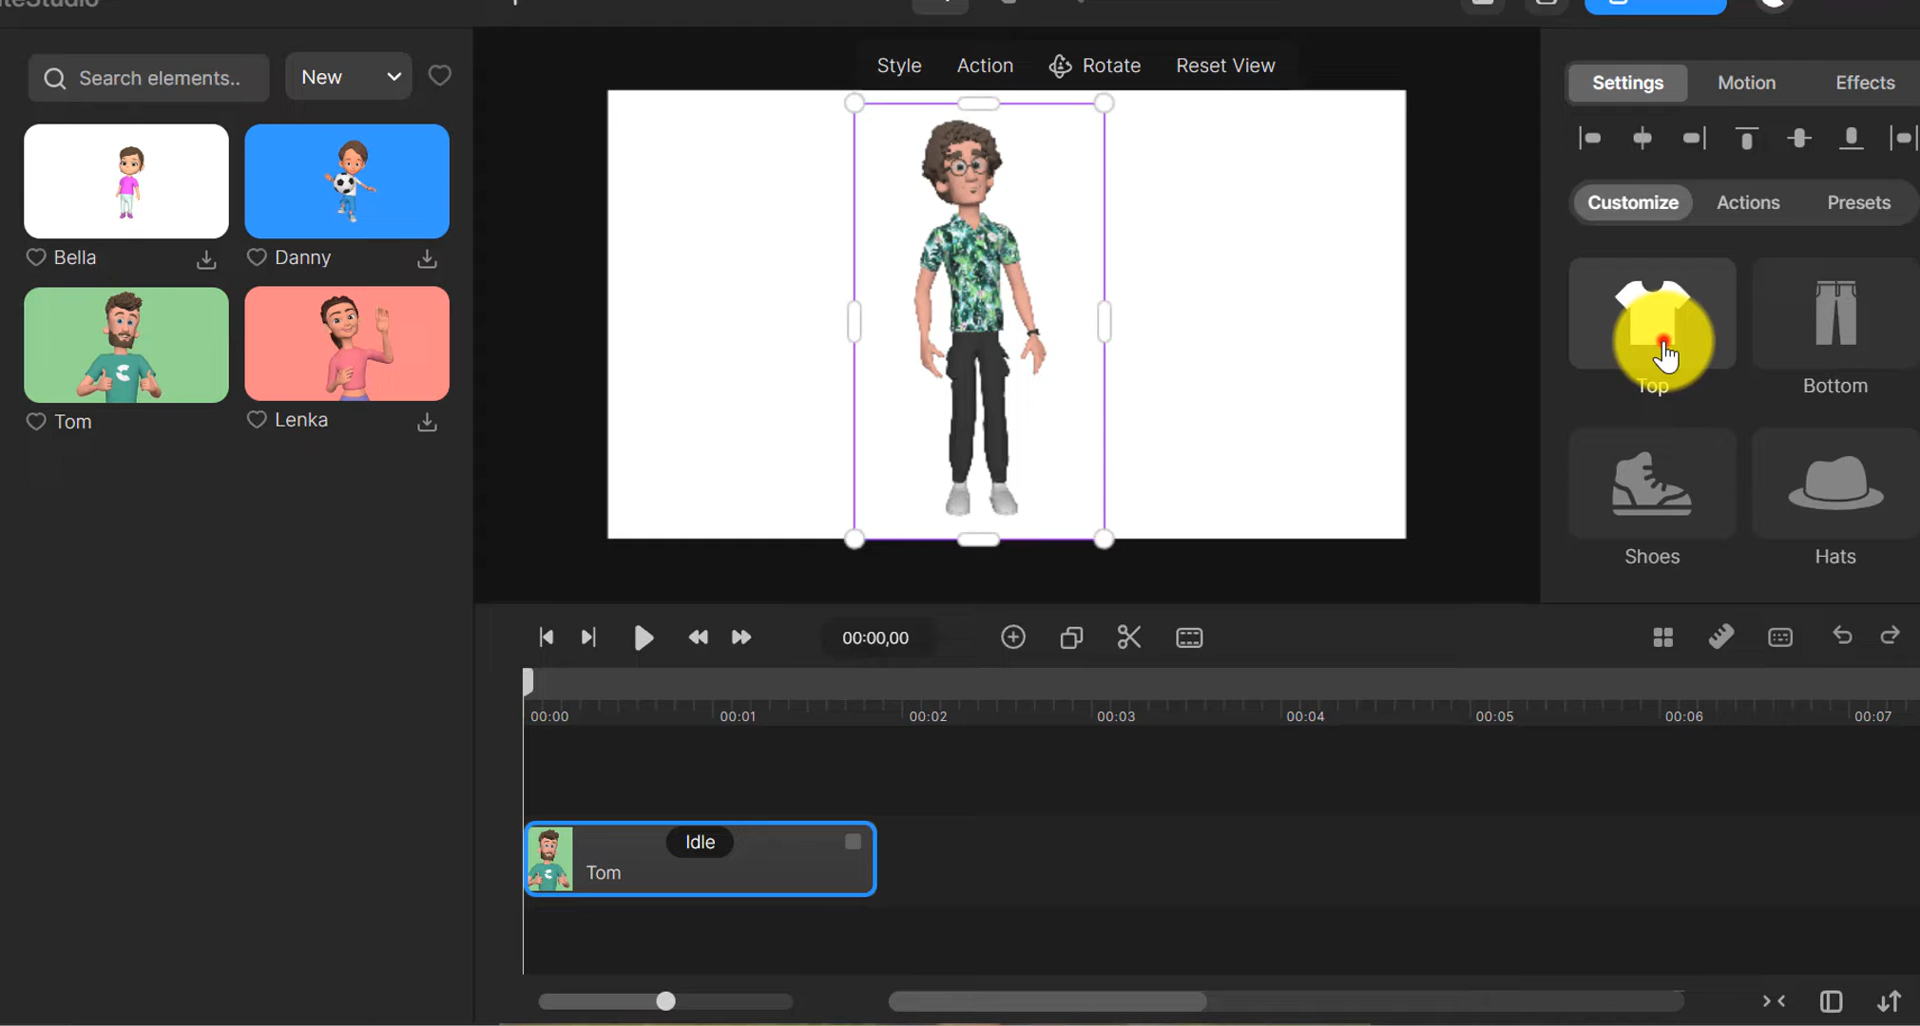 Search elements..
New
Bella
Danny
Tom
Lenka
Style
Action
Rotate
Reset View
Settings
Motion
Effects
Customize
Actions
Presets
Top
Bottom
Shoes
Hats
00:00,00
00:00
00:01
00:02
00:03
00:04
00:05
00:06
00:07
Idle
Tom